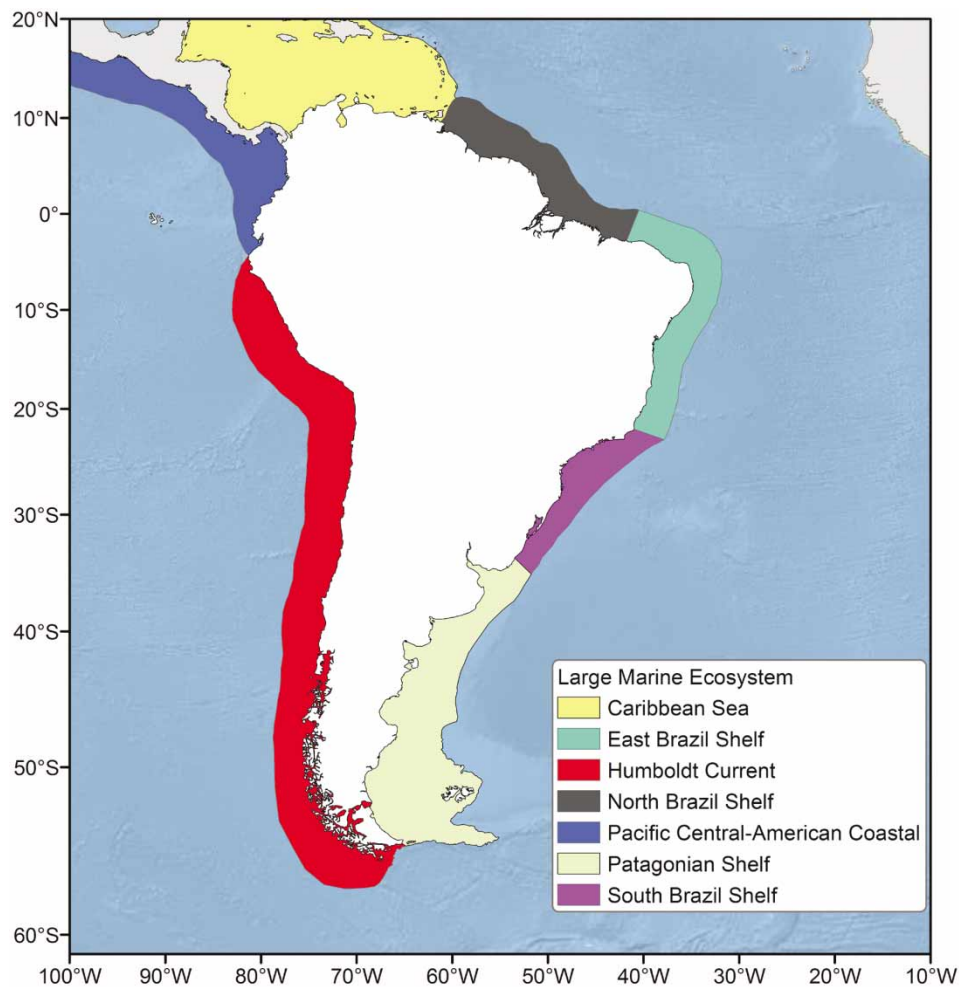 20°N
10°N
0°
10°S
20°S
30°S
40°S
50°S
60°S
100°W 90°W 80°W 70°W 60°W 50°W 40°W 30°W 20°W 10°W
Large Marine Ecosystem
Caribbean Sea
East Brazil Shelf
Humboldt Current
North Brazil Shelf
Pacific Central-American Coastal
Patagonian Shelf
South Brazil Shelf